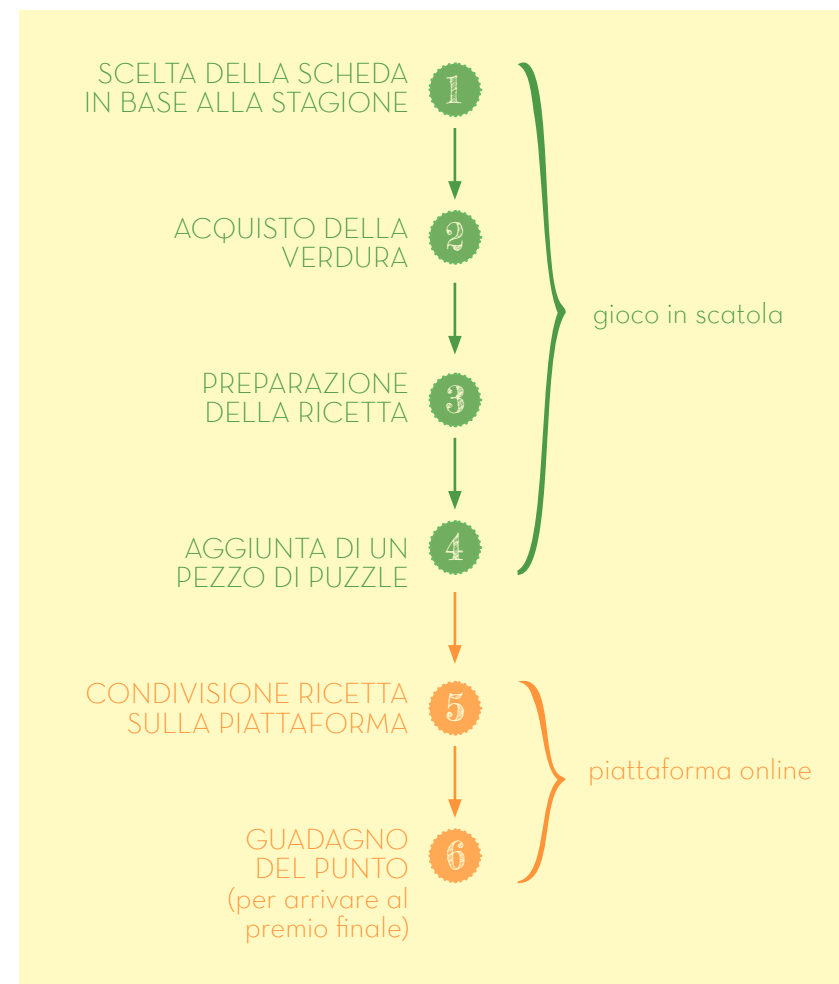 SCELTA DELLA SCHEDA
IN BASE ALLA STAGIONE
1
ACQUISTO DELLA
VERDURA
2
gioco in scatola
PREPARAZIONE
DELLA RICETTA
3
AGGIUNTA DI UN
PEZZO DI PUZZLE
4
CONDIVISIONE RICETTA
SULLA PIATTAFORMA
5
piattaforma online
GUADAGNO
DEL PUNTO
(per arrivare al
premio finale)
6